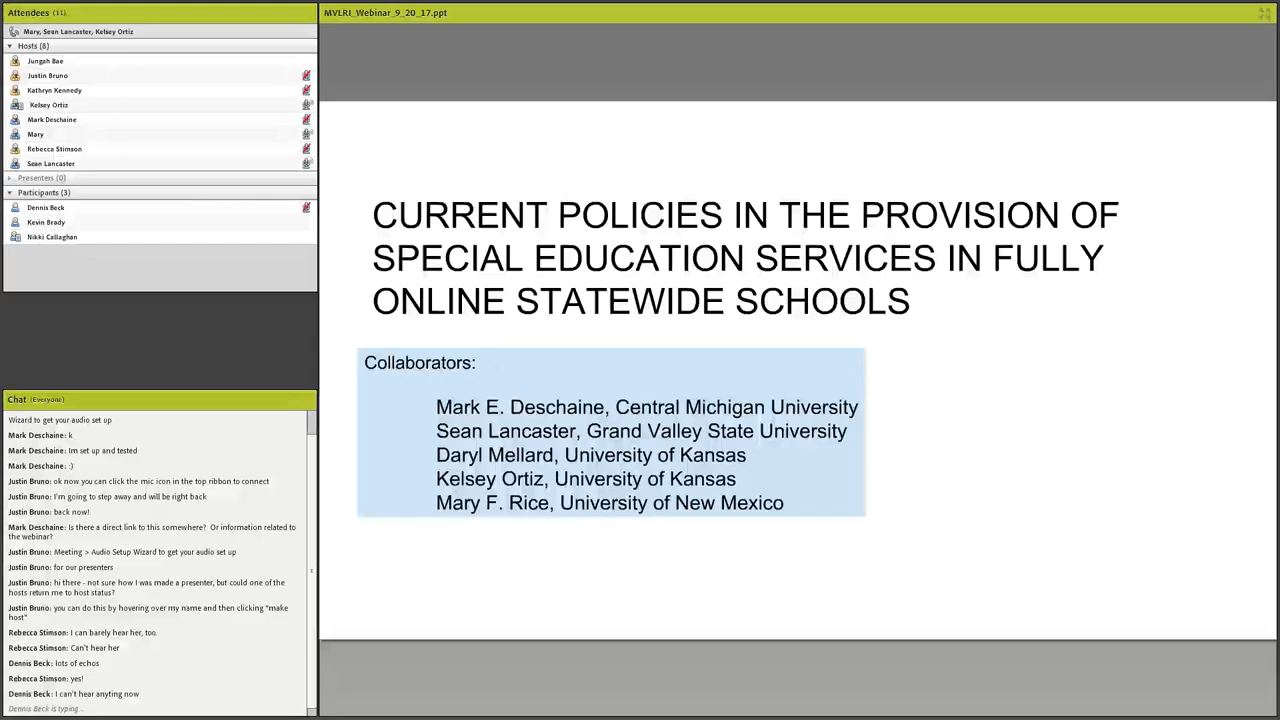 Attendees (11)
Mary, Sean Lancaster, Kelsey Ortiz
Hosts (8)
Jungah Bae
Justin Bruno
Kathryn Kennedy
Kelsey Ortiz
Mark Deschaine
Mary
Rebecca Stimson
Sean Lancaster
Presenters (0)
Participants (3)
Dennis Beck
Kevin Brady
Nikki Callaghan
Chat (Everyone)
Wizard to get your audio set up
Mark Deschaine: k
Mark Deschaine: Im set up and tested
Mark Deschaine: :)
Justin Bruno: ok now you can click the mic icon in the top ribbon to connect
Justin Bruno: I'm going to step away and will be right back
Justin Bruno: back now!
Mark Deschaine: Is there a direct link to this somewhere? Or information related to
the webinar?
Justin Bruno: Meeting > Audio Setup Wizard to get your audio set up
Justin Bruno: for our presenters
Justin Bruno: hi there - not sure how I was made a presenter, but could one of the
hosts return me to host status?
Justin Bruno: you can do this by hovering over my name and then clicking "make
host"
Rebecca Stimson: I can barely hear her, too.
Rebecca Stimson: Can't hear her
Dennis Beck: lots of echos
Rebecca Stimson: yes!
Dennis Beck: I can't hear anyting now
Dennis Beck is typing...
MVLRI_Webinar_9_20_17.ppt
CURRENT POLICIES IN THE PROVISION OF
SPECIAL EDUCATION SERVICES IN FULLY
ONLINE STATEWIDE SCHOOLS
Collaborators:
Mark E. Deschaine, Central Michigan University
Sean Lancaster, Grand Valley State University
Daryl Mellard, University of Kansas
Kelsey Ortiz, University of Kansas
Mary F. Rice, University of New Mexico